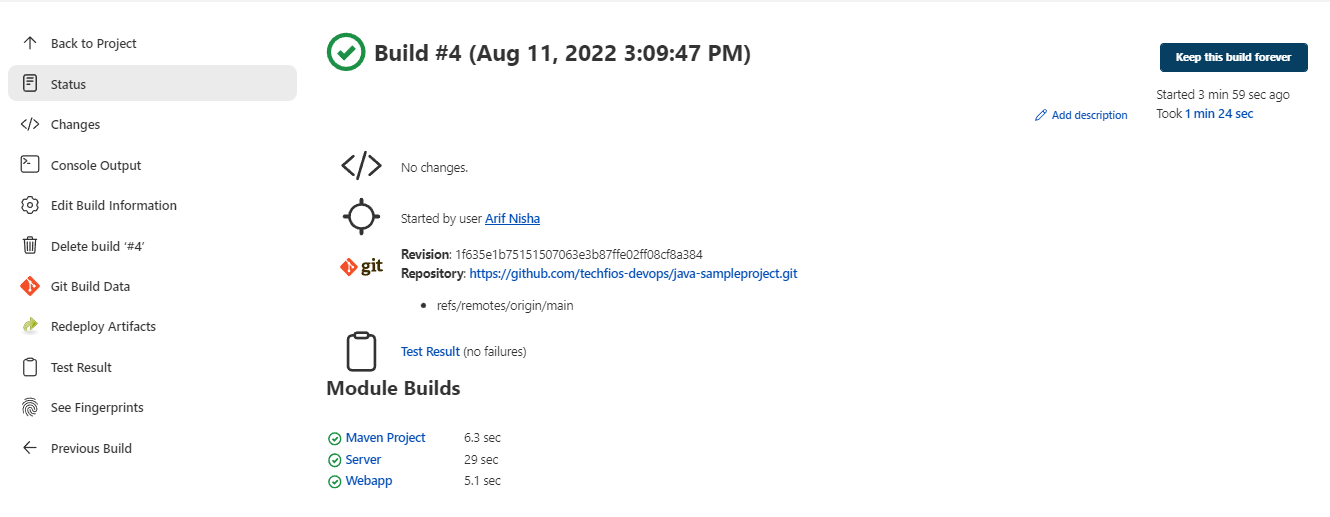 Back to Project
Status
Changes
Console Output
Edit Build Information
Delete build ‘#4’
Git Build Data
Redeploy Artifacts
Test Result
See Fingerprints
Previous Build
Build #4 (Aug 11, 2022 3:09:47 PM)
Keep this build forever
Started 3 min 59 sec ago
Took 1 min 24 sec
Add description
No changes.
Started by user Arif Nisha
git
Revision: 1f635e1b75151507063e3b87ffe02ff08cf8a384
Repository: https://github.com/techfios-devops/java-sampleproject.git
refs/remotes/origin/main
Test Result (no failures)
Module Builds
Maven Project 6.3 sec
Server 29 sec
Webapp 5.1 sec